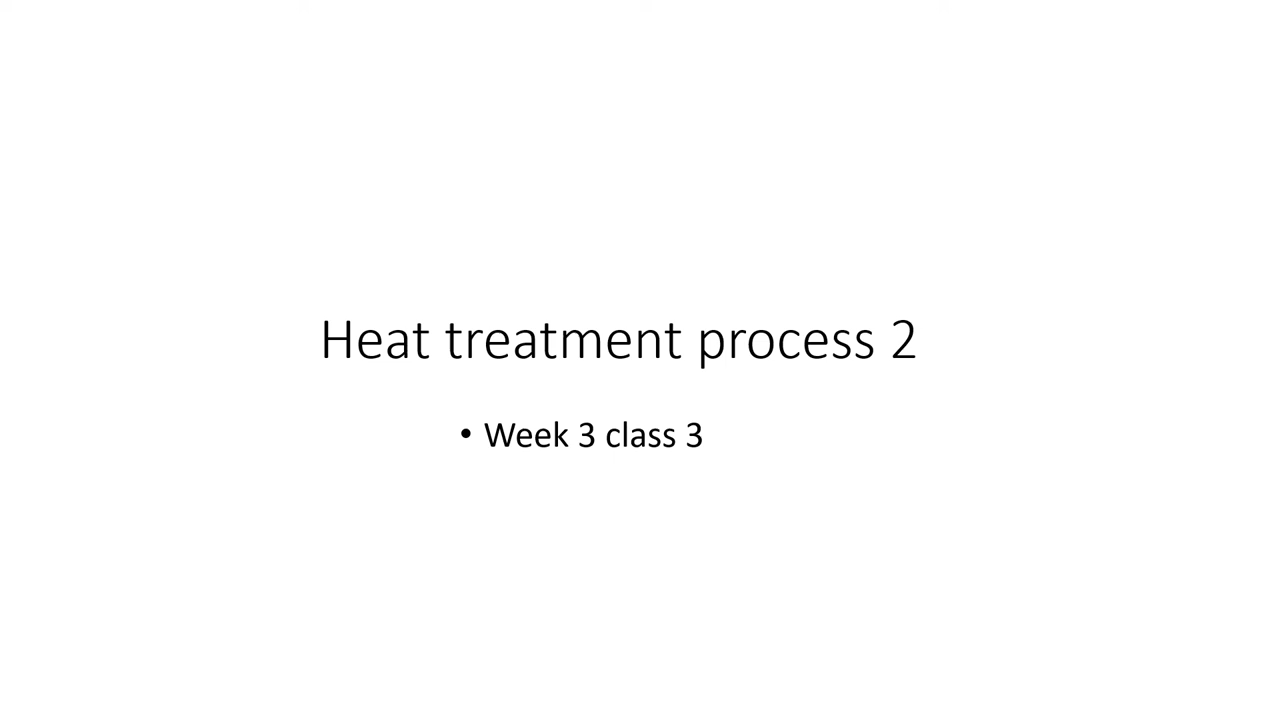 Heat treatment process 2
• Week 3 class 3